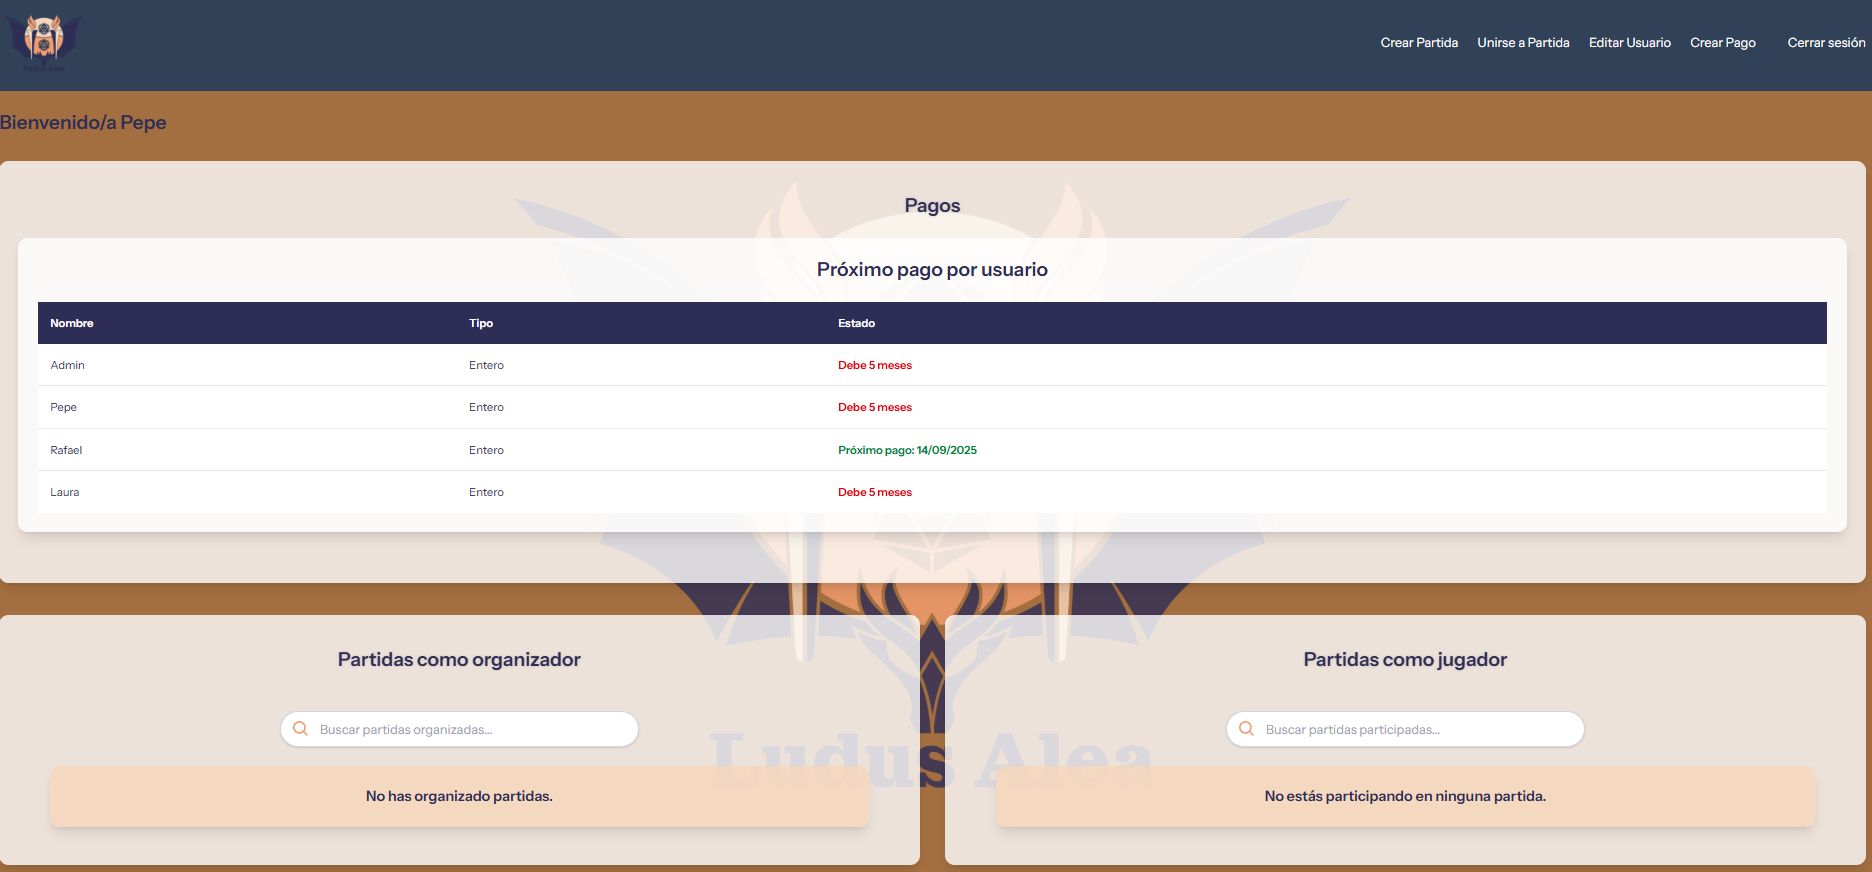 Ludus Alea
Crear Partida Unirse a Partida Editar Usuario Crear Pago Cerrar sesión
Bienvenido/a Pepe
Pagos
Próximo pago por usuario
Nombre Tipo Estado
Admin Entero Debe 5 meses
Pepe Entero Debe 5 meses
Rafael Entero Próximo pago: 14/09/2025
Laura Entero Debe 5 meses
Partidas como organizador
Buscar partidas organizadas...
No has organizado partidas.
Partidas como jugador
Buscar partidas participadas...
No estás participando en ninguna partida.
Ludus Alea